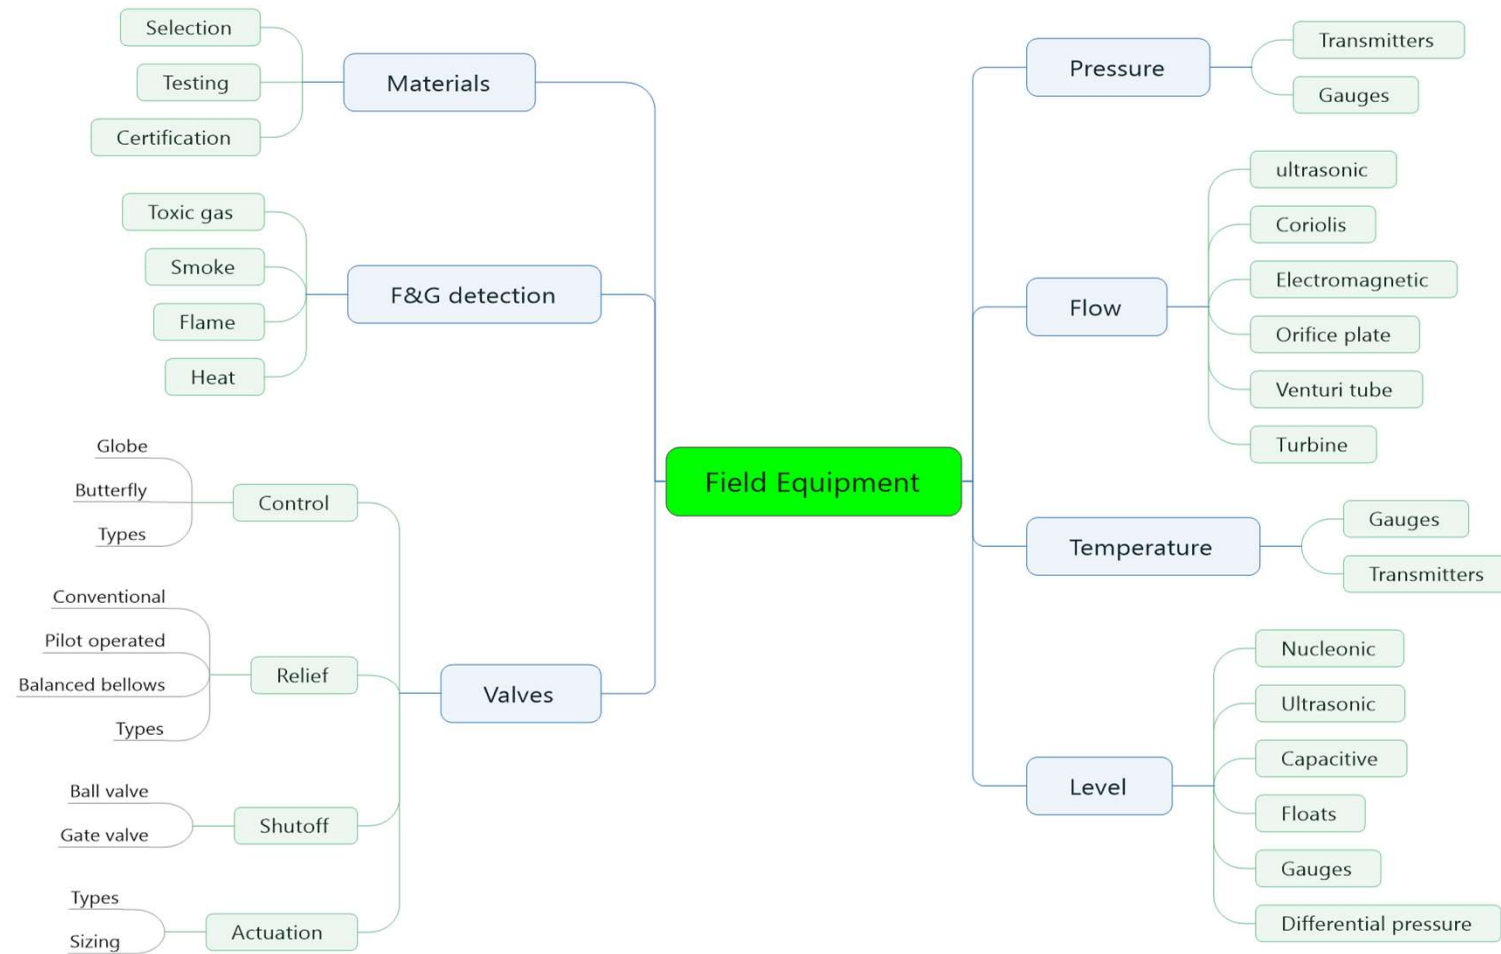 Field Equipment
Materials
Selection
Testing
Certification
F&G detection
Toxic gas
Smoke
Flame
Heat
Valves
Control
Globe
Butterfly
Types
Relief
Conventional
Pilot operated
Balanced bellows
Types
Shutoff
Ball valve
Gate valve
Actuation
Types
Sizing
Pressure
Transmitters
Gauges
Flow
ultrasonic
Coriolis
Electromagnetic
Orifice plate
Venturi tube
Turbine
Temperature
Gauges
Transmitters
Level
Nucleonic
Ultrasonic
Capacitive
Floats
Gauges
Differential pressure